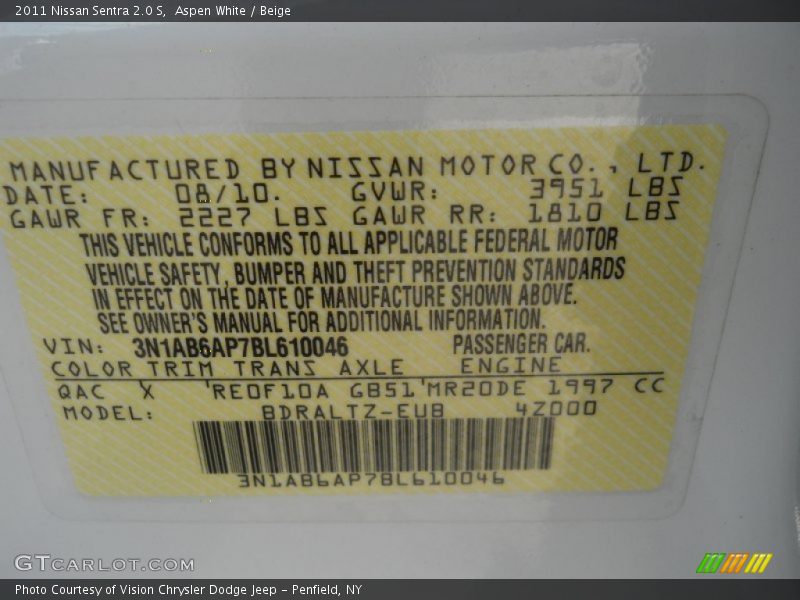 2011 Nissan Sentra 2.0 S,  Aspen White / Beige
MANUFACTURED BY NISSAN MOTOR CO., LTD.
DATE: 08/10. GVWR: 3951 LBS
GAWR FR: 2227 LBS GAWR RR: 1810 LBS
THIS VEHICLE CONFORMS TO ALL APPLICABLE FEDERAL MOTOR
VEHICLE SAFETY, BUMPER AND THEFT PREVENTION STANDARDS
IN EFFECT ON THE DATE OF MANUFACTURE SHOWN ABOVE.
SEE OWNER'S MANUAL FOR ADDITIONAL INFORMATION.
VIN: 3N1AB6AP7BL610046 PASSENGER CAR.
COLOR TRIM TRANS AXLE ENGINE
QAC X 'RE0F10A GB51'MR20DE 1997 CC
MODEL: BDRALTZ-EUB 4Z000
3N1AB6AP7BL610046
GTCARLOT.COM
Photo Courtesy of Vision Chrysler Dodge Jeep – Penfield, NY